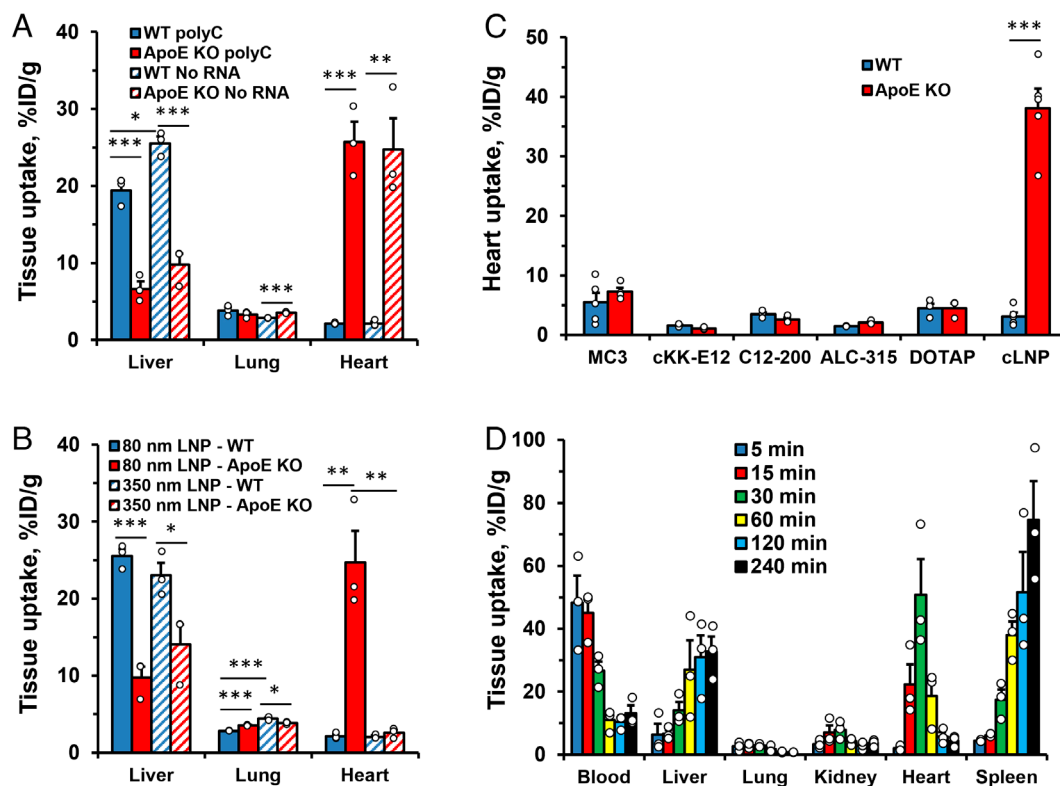 A
Tissue uptake, %ID/g
40
30
20
10
0
WT polyC
ApoE KO polyC
WT No RNA
ApoE KO No RNA
*
***
***
***
***
**
Liver Lung Heart
C
Heart uptake, %ID/g
50
40
30
20
10
0
WT
ApoE KO
***
MC3 cKK-E12 C12-200 ALC-315 DOTAP cLNP
B
Tissue uptake, %ID/g
40
30
20
10
0
80 nm LNP - WT
80 nm LNP - ApoE KO
350 nm LNP - WT
350 nm LNP - ApoE KO
***
*
***
***
*
**
**
Liver Lung Heart
D
Tissue uptake, %ID/g
100
80
60
40
20
0
5 min
15 min
30 min
60 min
120 min
240 min
Blood Liver Lung Kidney Heart Spleen